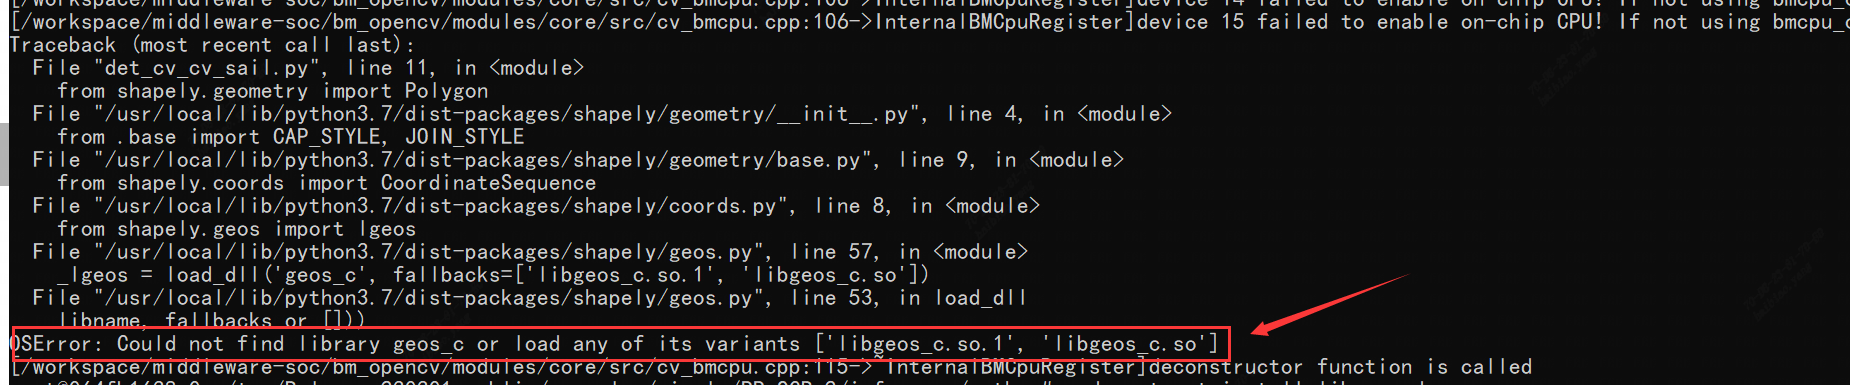 [/workspace/middleware-soc/bm_opencv/modules/core/src/cv_bmcpu.cpp:106->InternalBMCpuRegister]device 14 failed to enable on-chip CPU! If not using bmcpu_
[/workspace/middleware-soc/bm_opencv/modules/core/src/cv_bmcpu.cpp:106->InternalBMCpuRegister]device 15 failed to enable on-chip CPU! If not using bmcpu_
Traceback (most recent call last):
  File "det_cv_cv_sail.py", line 11, in <module>
    from shapely.geometry import Polygon
  File "/usr/local/lib/python3.7/dist-packages/shapely/geometry/__init__.py", line 4, in <module>
    from .base import CAP_STYLE, JOIN_STYLE
  File "/usr/local/lib/python3.7/dist-packages/shapely/geometry/base.py", line 9, in <module>
    from shapely.coords import CoordinateSequence
  File "/usr/local/lib/python3.7/dist-packages/shapely/coords.py", line 8, in <module>
    from shapely.geos import lgeos
  File "/usr/local/lib/python3.7/dist-packages/shapely/geos.py", line 57, in <module>
    _lgeos = load_dll('geos_c', fallbacks=['libgeos_c.so.1', 'libgeos_c.so'])
  File "/usr/local/lib/python3.7/dist-packages/shapely/geos.py", line 53, in load_dll
    libname, fallbacks or []))
OSError: Could not find library geos_c or load any of its variants ['libgeos_c.so.1', 'libgeos_c.so']
[/workspace/middleware-soc/bm_opencv/modules/core/src/cv_bmcpu.cpp:115->~InternalBMCpuRegister]deconstructor function is called